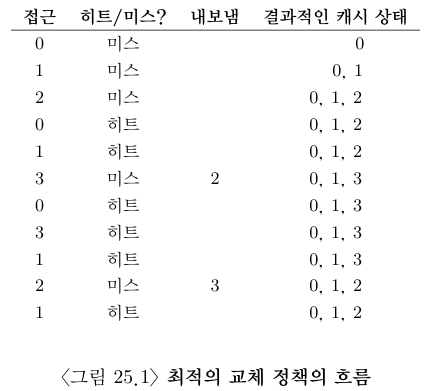 접근 히트/미스? 내보냄 결과적인 캐시 상태
0 미스 0
1 미스 0, 1
2 미스 0, 1, 2
0 히트 0, 1, 2
1 히트 0, 1, 2
3 미스 2 0, 1, 3
0 히트 0, 1, 3
3 히트 0, 1, 3
1 히트 0, 1, 3
2 미스 3 0, 1, 2
1 히트 0, 1, 2
〈그림 25.1〉 최적의 교체 정책의 흐름